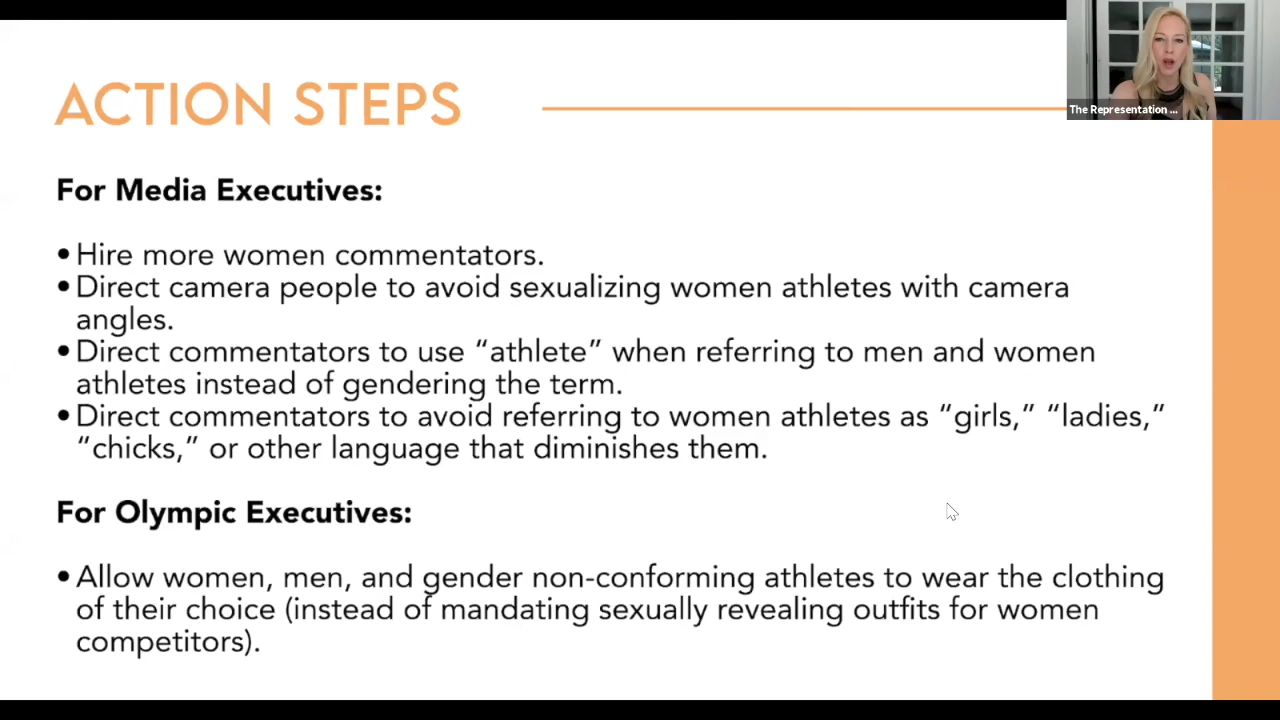 ACTION STEPS
The Representation ...
For Media Executives:
•Hire more women commentators.
•Direct camera people to avoid sexualizing women athletes with camera
angles.
•Direct commentators to use “athlete” when referring to men and women
athletes instead of gendering the term.
•Direct commentators to avoid referring to women athletes as “girls,” “ladies,”
“chicks,” or other language that diminishes them.
For Olympic Executives:
•Allow women, men, and gender non-conforming athletes to wear the clothing
of their choice (instead of mandating sexually revealing outfits for women
competitors).